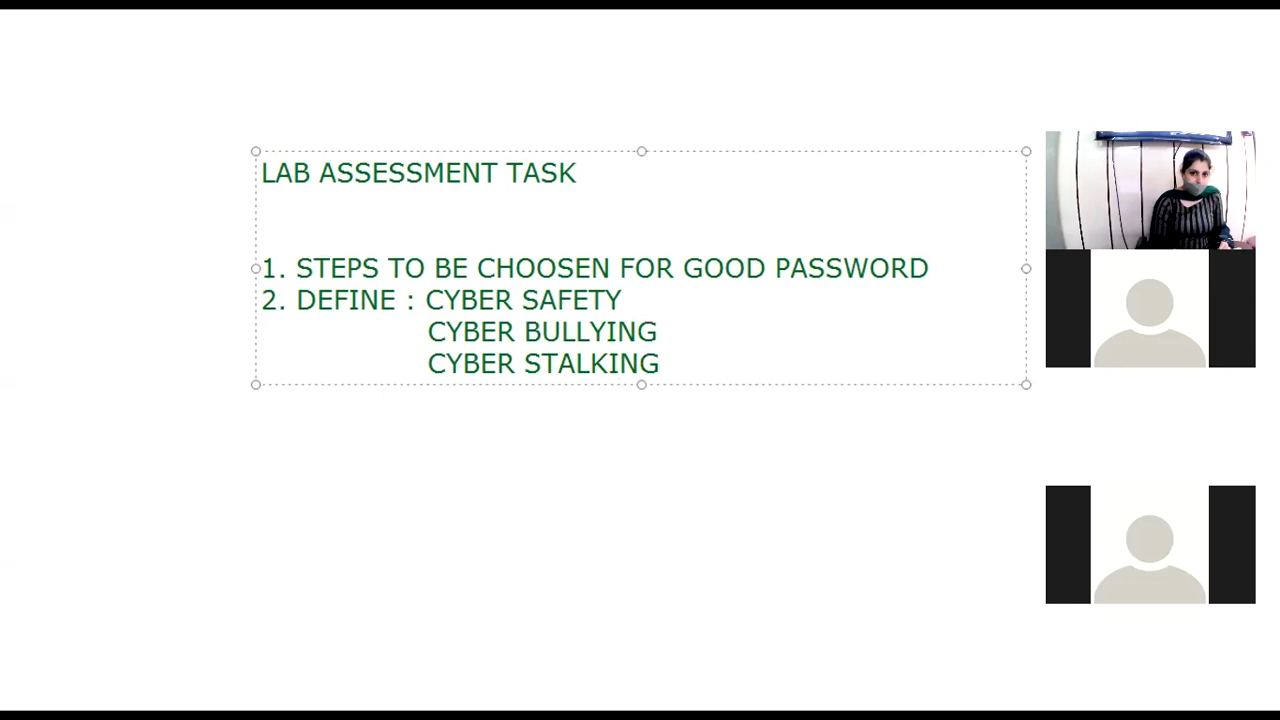 LAB ASSESSMENT TASK
1. STEPS TO BE CHOOSEN FOR GOOD PASSWORD
2. DEFINE : CYBER SAFETY
CYBER BULLYING
CYBER STALKING